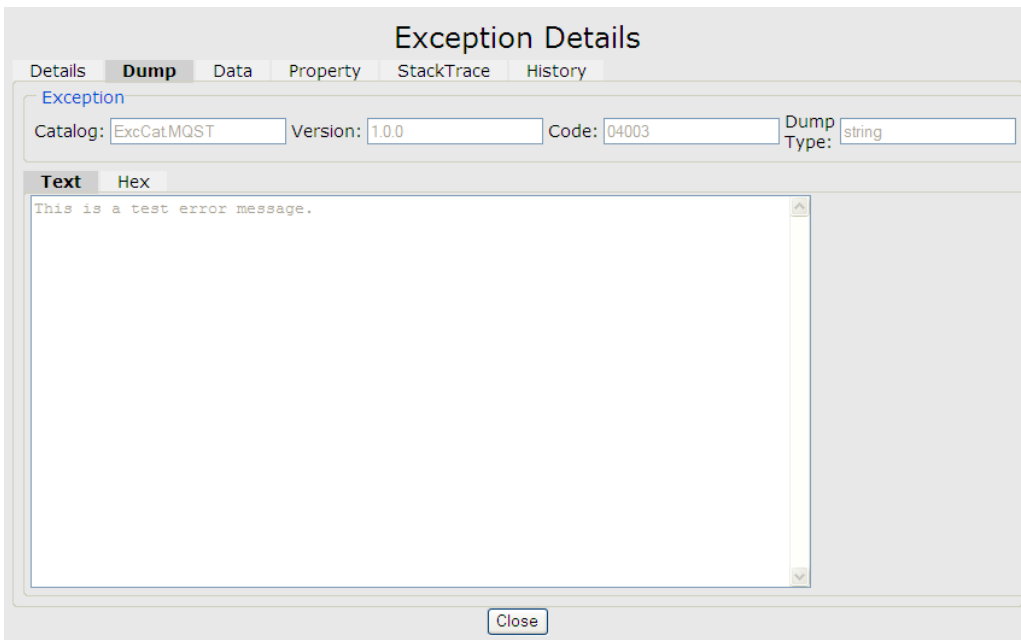 Exception Details
Details Dump Data Property StackTrace History
Exception
Catalog: ExcCat.MQST Version: 1.0.0 Code: 04003 Dump Type: string
Text Hex
This is a test error message.
Close